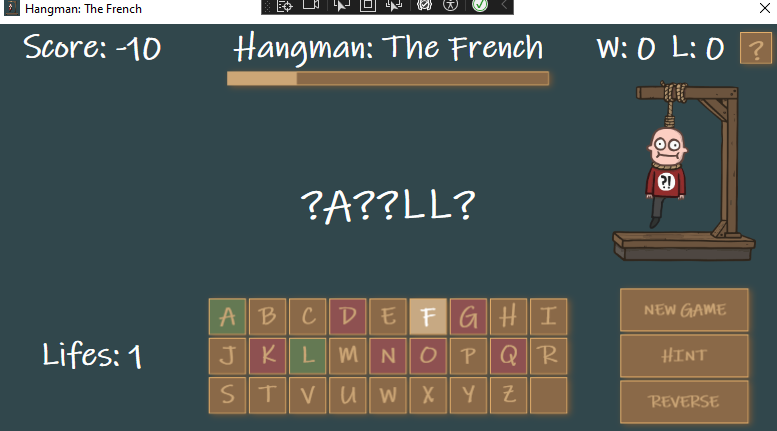 Hangman: The French
Score: -10 Hangman: The French W: 0 L: 0 ?
?!
?A??LL?
A B C D E F G H I
J K L M N O P Q R
S T V U W X Y Z
Lifes: 1
NEW GAME
HINT
REVERSE